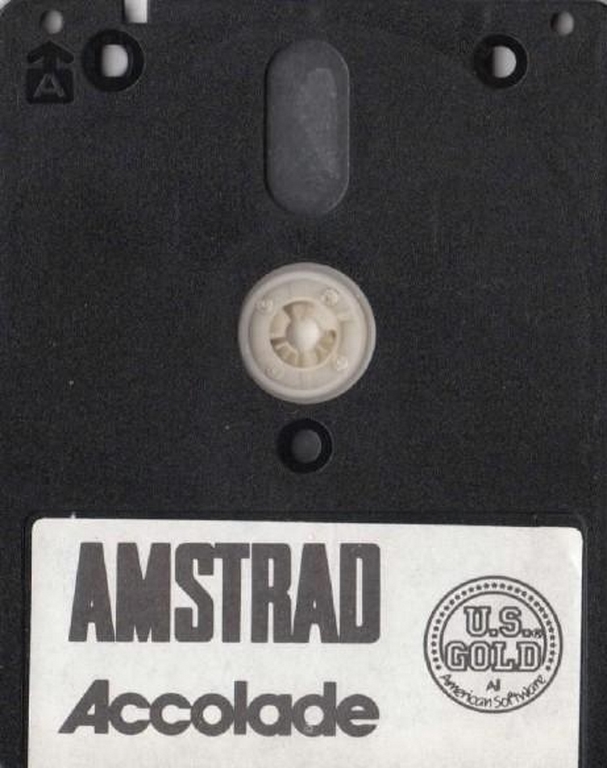 A
AMSTRAD
Accolade
U.S.®
GOLD
All
American Software